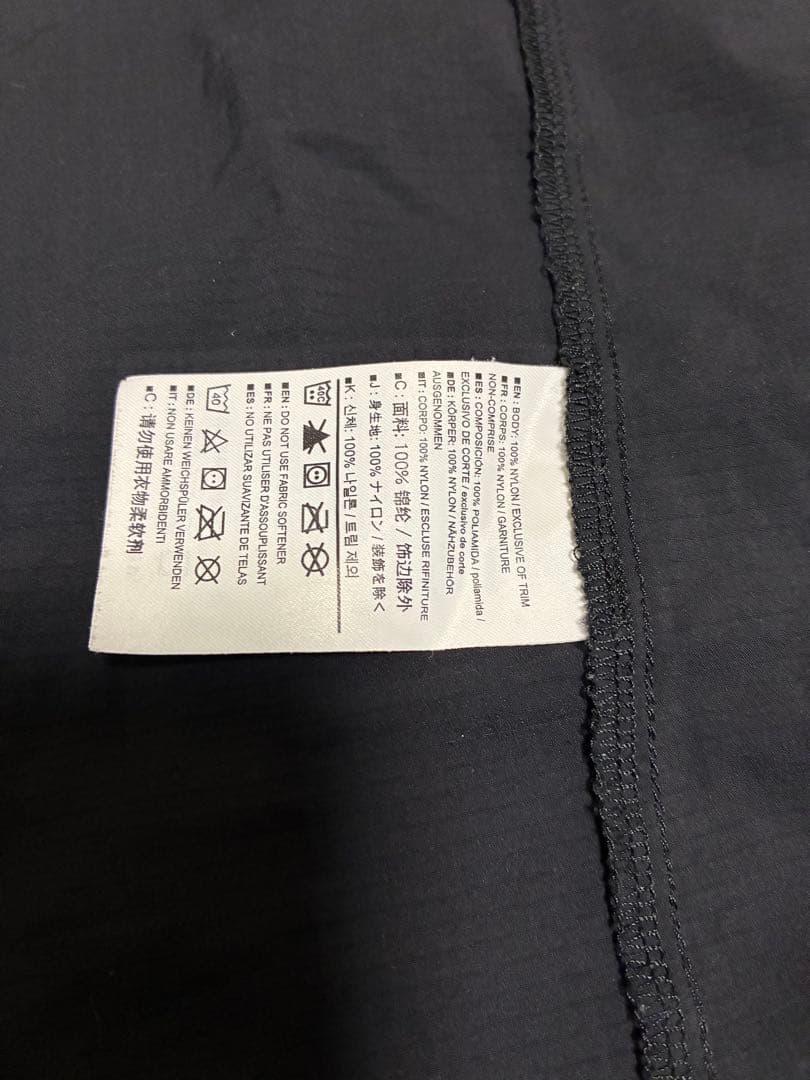 ■EN : BODY: 100% NYLON / EXCLUSIVE OF TRIM
■FR : CORPS: 100% NYLON / GARNITURE
NON-COMPRISE
■ES : COMPOSICIÓN: 100% POLIAMIDA / poliamida /
EXCLUSIVO DE CORTE / exclusivo de corte
■DE : KÖRPER: 100% NYLON / NÄHZUBEHÖR
AUSGENOMMEN
■IT : CORPO: 100% NYLON / ESCLUSE RIFINITURE
■C : 面料: 100% 锦纶 / 饰边除外
■J : 身生地: 100% ナイロン / 装飾を除く
■K : 신체: 100% 나일론 / 트림 제외
40C
■EN : DO NOT USE FABRIC SOFTENER
■FR : NE PAS UTILISER D'ASSOUPLISSANT
■ES : NO UTILIZAR SUAVIZANTE DE TELAS
40
■DE : KEINEN WEICHSPÜLER VERWENDEN
■IT : NON USARE AMMORBIDENTI
■C : 请勿使用衣物柔软剂